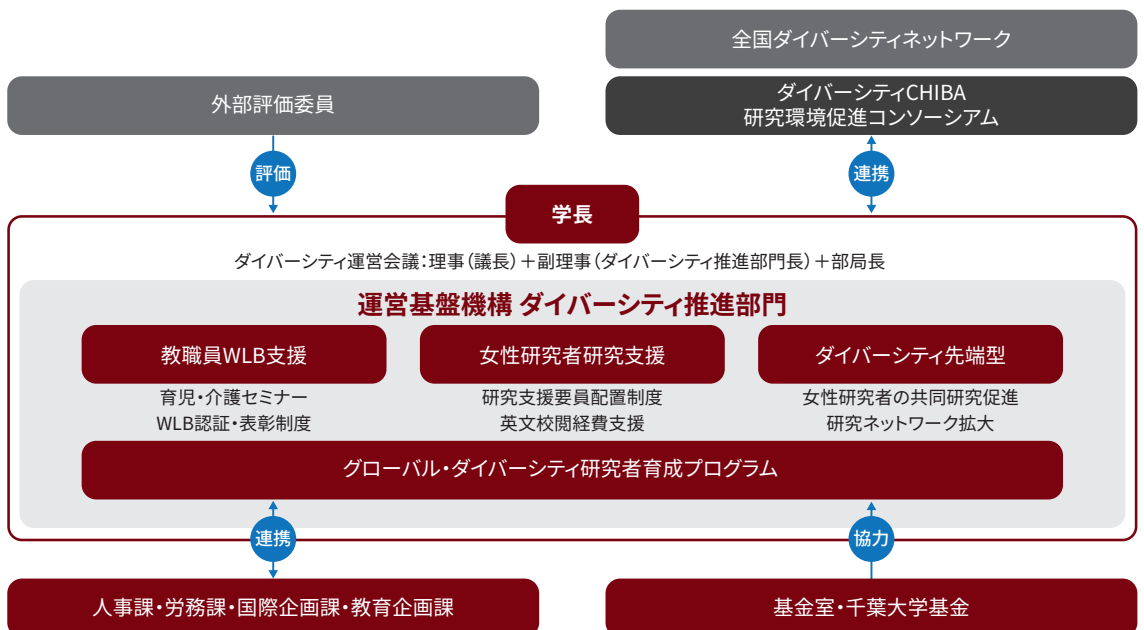 全国ダイバーシティネットワーク
外部評価委員
ダイバーシティCHIBA
研究環境促進コンソーシアム
評価
連携
学長
ダイバーシティ運営会議：理事（議長）＋副理事（ダイバーシティ推進部門長）＋部局長
運営基盤機構 ダイバーシティ推進部門
教職員WLB支援
育児・介護セミナー
WLB認証・表彰制度
女性研究者研究支援
研究支援要員配置制度
英文校閲経費支援
ダイバーシティ先端型
女性研究者の共同研究促進
研究ネットワーク拡大
グローバル・ダイバーシティ研究者育成プログラム
連携
協力
人事課・労務課・国際企画課・教育企画課
基金室・千葉大学基金